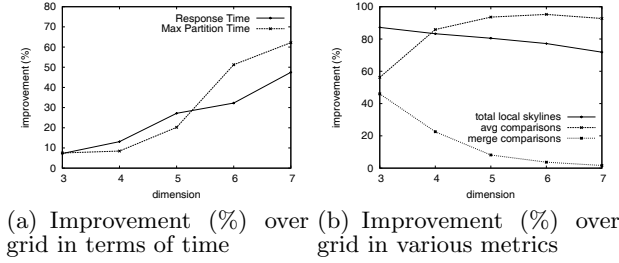 80
70
60
50
40
30
20
10
0
improvement (%)
Response Time
Max Partition Time
3 4 5 6 7
dimension
100
80
60
40
20
0
improvement (%)
total local skylines
avg comparisons
merge comparisons
3 4 5 6 7
dimension
(a) Improvement (%) over
grid in terms of time
(b) Improvement (%) over
grid in various metrics